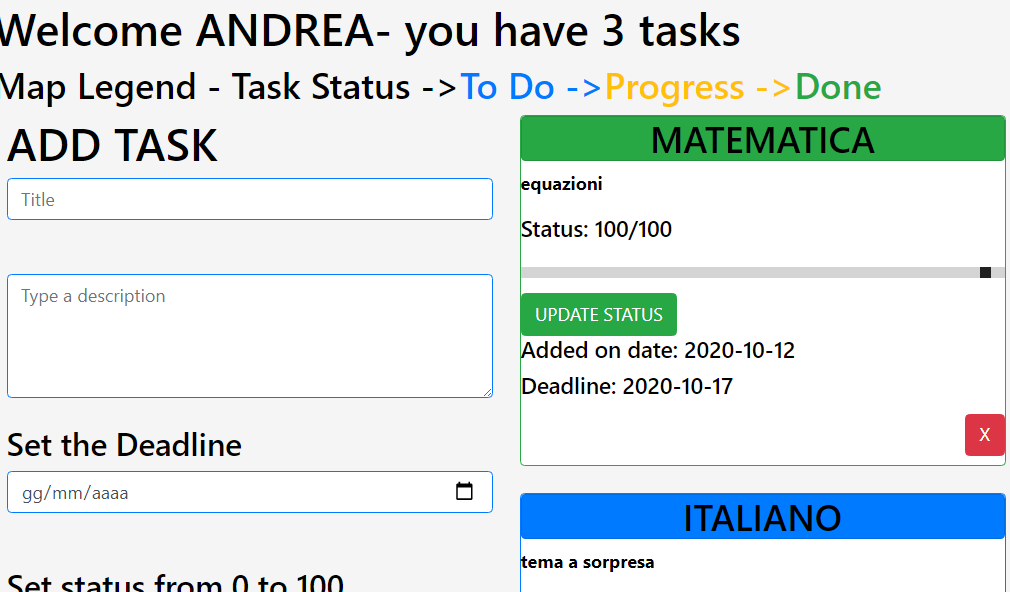 Welcome ANDREA- you have 3 tasks
Map Legend - Task Status ->To Do ->Progress ->Done
ADD TASK
Title
Type a description
Set the Deadline
gg/mm/aaaa
Set status from 0 to 100
MATEMATICA
equazioni
Status: 100/100
UPDATE STATUS
Added on date: 2020-10-12
Deadline: 2020-10-17
X
ITALIANO
tema a sorpresa